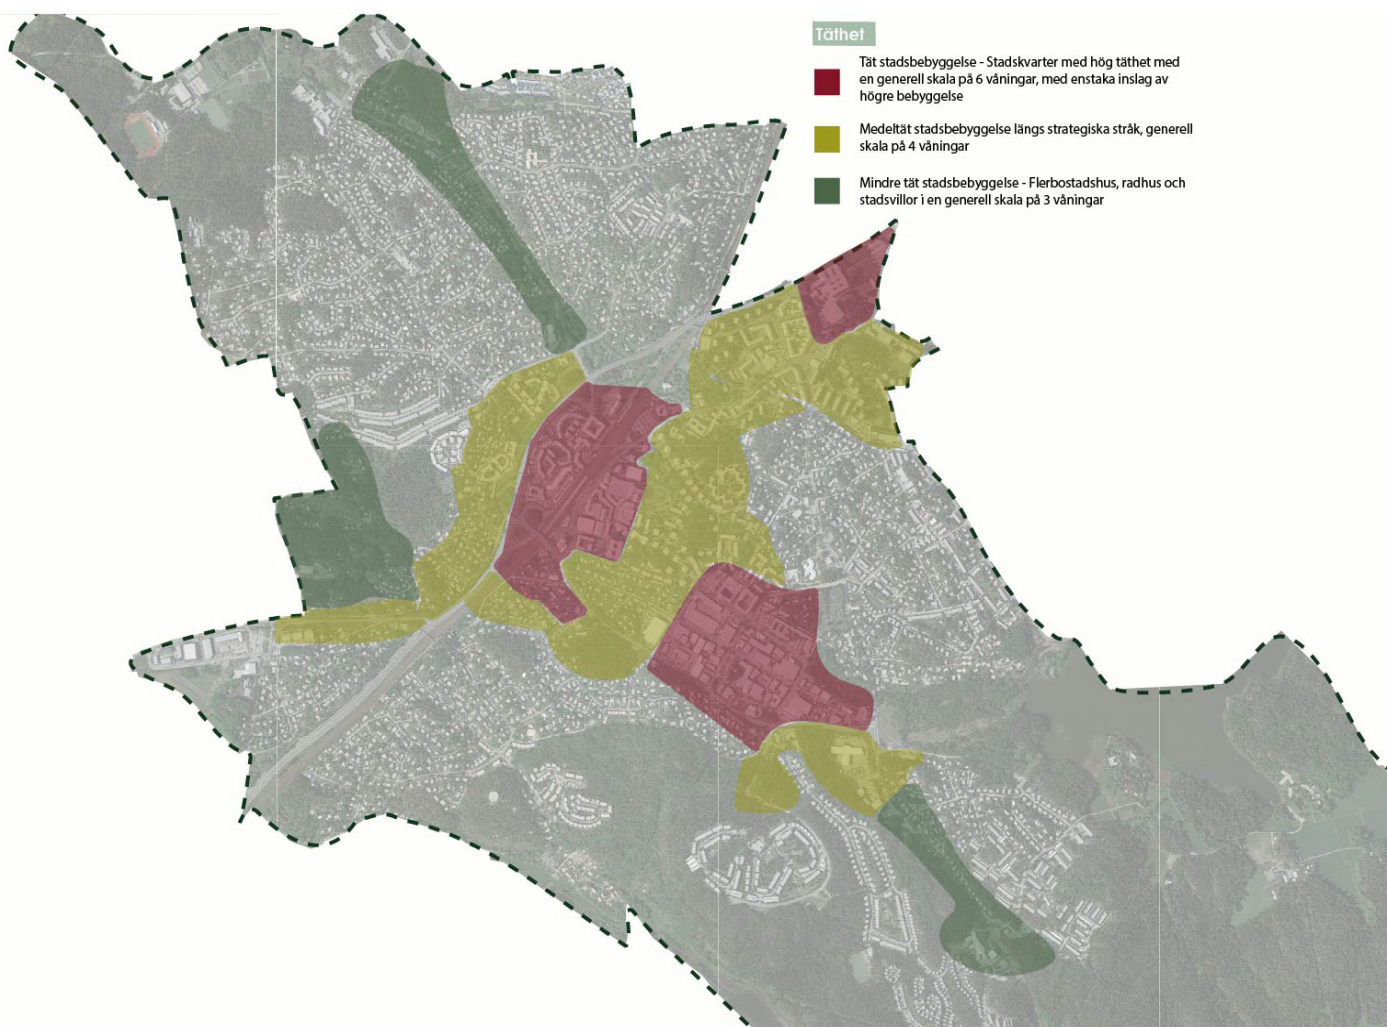 Täthet
Tät stadsbebyggelse - Stadskvarter med hög täthet med
en generell skala på 6 våningar, med enstaka inslag av
högre bebyggelse
Medeltät stadsbebyggelse längs strategiska stråk, generell
skala på 4 våningar
Mindre tät stadsbebyggelse - Flerbostadshus, radhus och
stadsvillor i en generell skala på 3 våningar